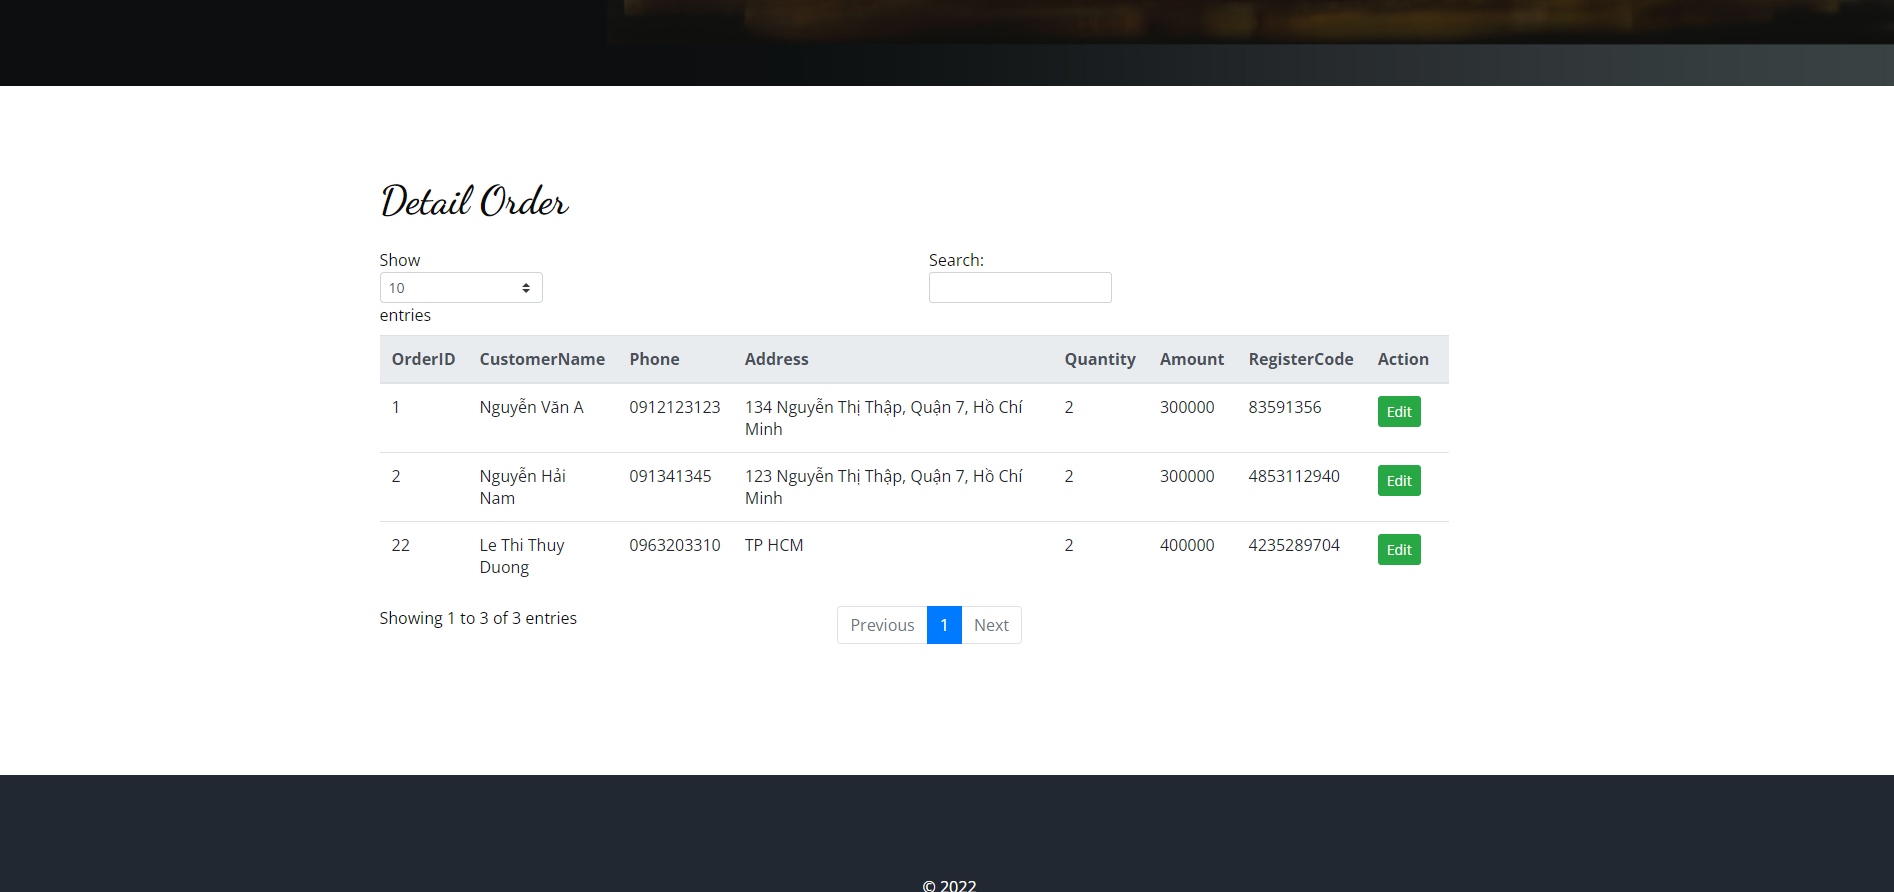 Detail Order
Show
Search:
10
entries
OrderID CustomerName Phone Address Quantity Amount RegisterCode Action
1 Nguyễn Văn A 0912123123 134 Nguyễn Thị Thập, Quận 7, Hồ Chí 2 300000 83591356 Edit
Minh
2 Nguyễn Hải 091341345 123 Nguyễn Thị Thập, Quận 7, Hồ Chí 2 300000 4853112940 Edit
Nam Minh
22 Le Thi Thuy 0963203310 TP HCM 2 400000 4235289704 Edit
Duong
Showing 1 to 3 of 3 entries Previous 1 Next
© 2022